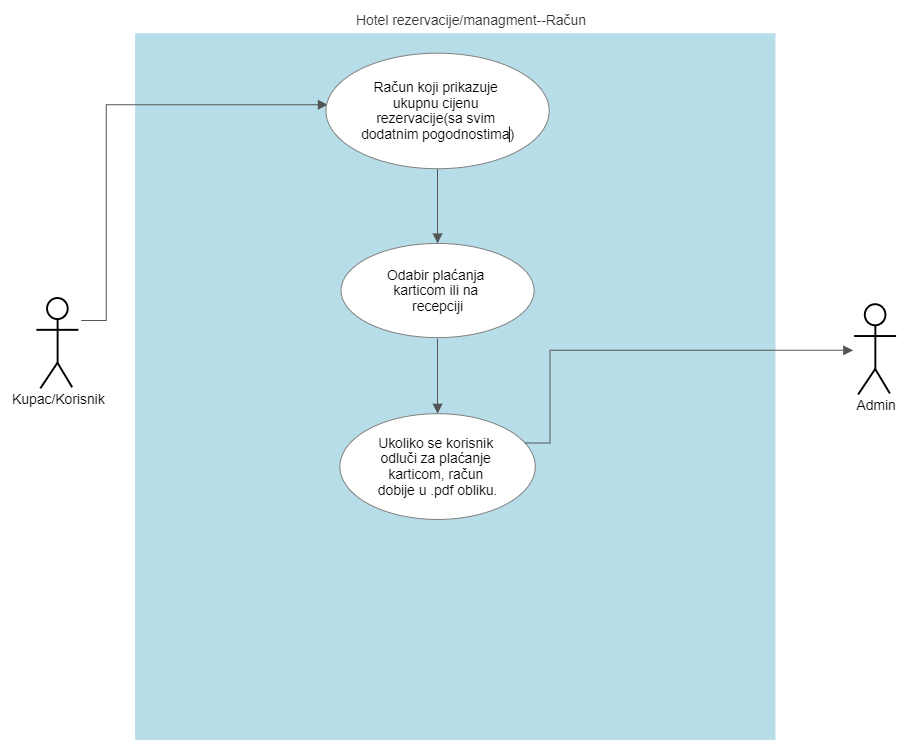 Hotel rezervacije/managment--Račun
Račun koji prikazuje
ukupnu cijenu
rezervacije(sa svim
dodatnim pogodnostima)
Odabir plaćanja
karticom ili na
recepciji
Kupac/Korisnik
Admin
Ukoliko se korisnik
odluči za plaćanje
karticom, račun
dobije u .pdf obliku.